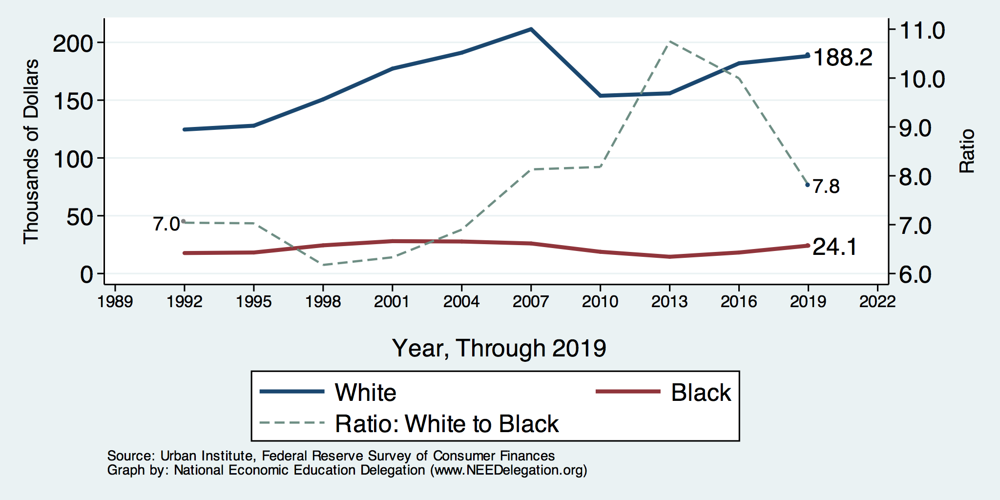 Thousands of Dollars
200
150
100
50
0
11.0
10.0
9.0
8.0
7.0
6.0
Ratio
188.2
7.8
7.0
24.1
1989 1992 1995 1998 2001 2004 2007 2010 2013 2016 2019 2022
Year, Through 2019
White Black
Ratio: White to Black
Source: Urban Institute, Federal Reserve Survey of Consumer Finances
Graph by: National Economic Education Delegation (www.NEEDelegation.org)